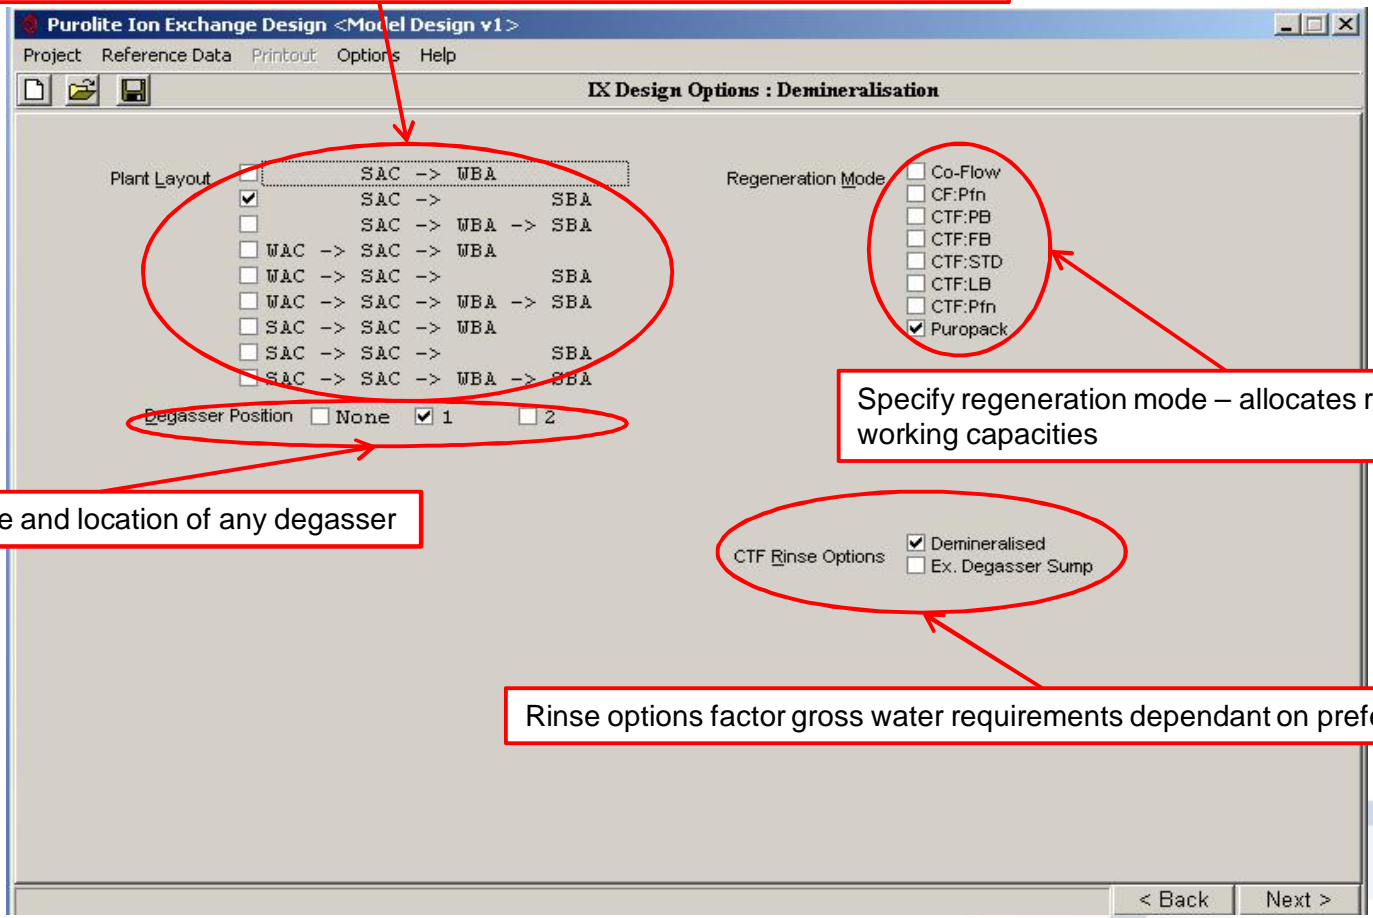 Purolite Ion Exchange Design <Model Design v1>
Project Reference Data Printout Options Help
IX Design Options : Demineralisation
Plant Layout
SAC -> WBA
SAC -> SBA
SAC -> WBA -> SBA
WAC -> SAC -> WBA
WAC -> SAC -> SBA
WAC -> SAC -> WBA -> SBA
SAC -> SAC -> WBA
SAC -> SAC -> SBA
SAC -> SAC -> WBA -> SBA
Degasser Position None 1 2
Regeneration Mode
Co-Flow
CF:Pfn
CTF:PB
CTF:FB
CTF:STD
CTF:LB
CTF:Pfn
Puropack
Specify regeneration mode – allocates
working capacities
and location of any degasser
CTF Rinse Options
Demineralised
Ex. Degasser Sump
Rinse options factor gross water requirements dependant on
< Back Next >